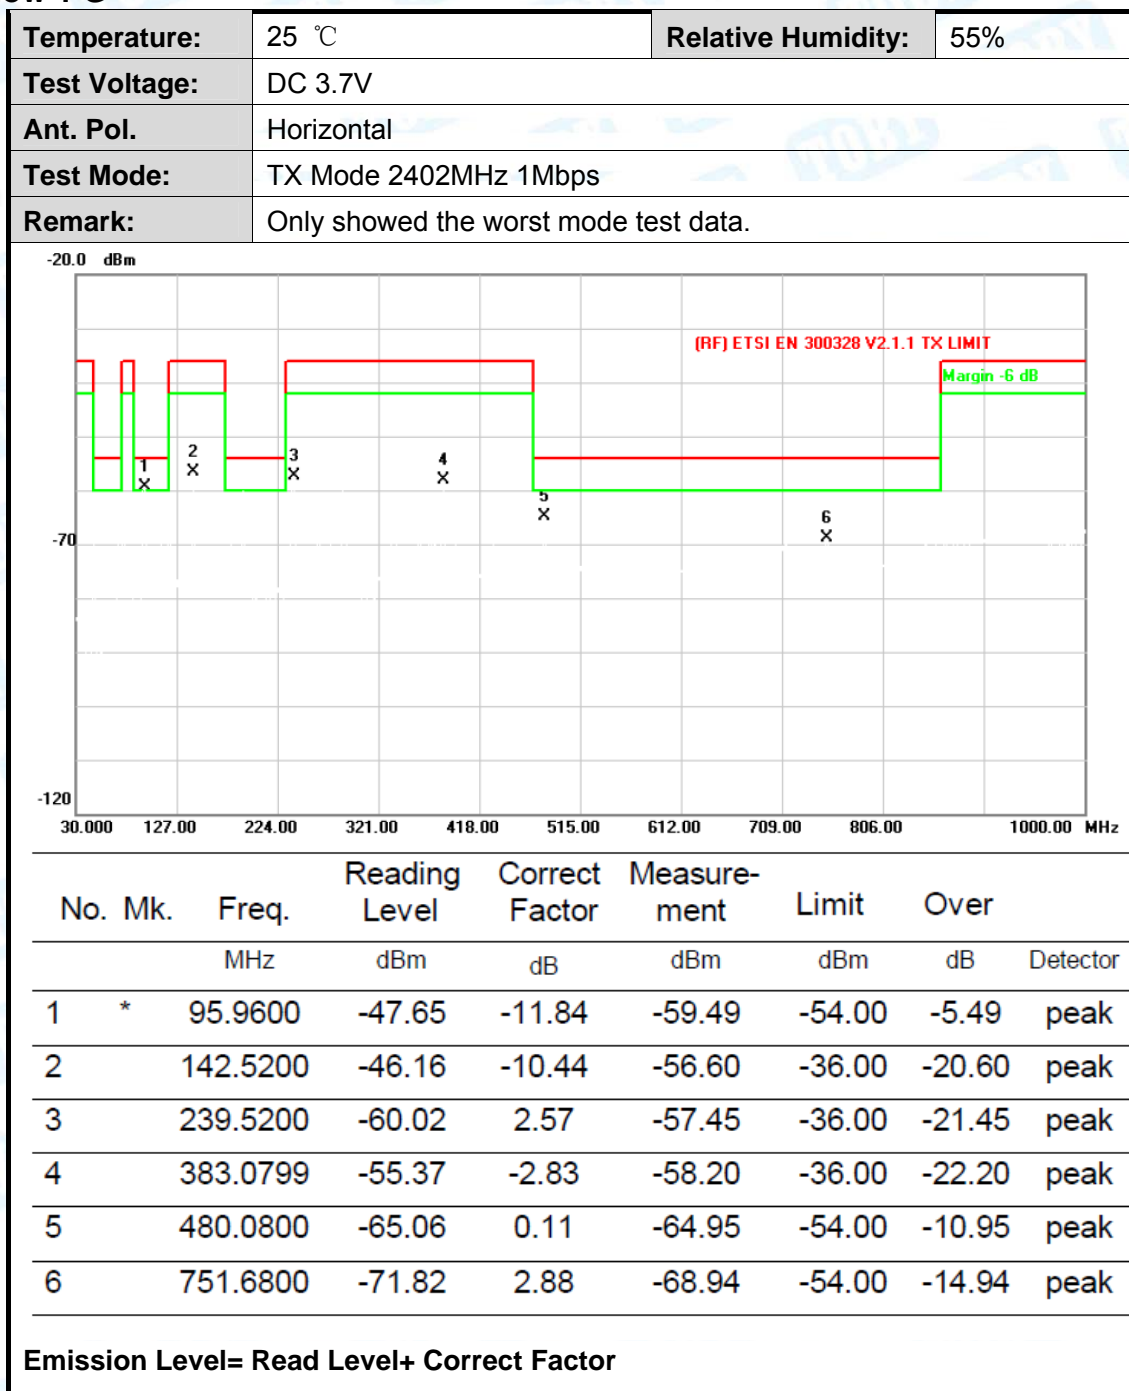 Temperature: 25 ℃ Relative Humidity: 55%
Test Voltage: DC 3.7V
Ant. Pol. Horizontal
Test Mode: TX Mode 2402MHz 1Mbps
Remark: Only showed the worst mode test data.
-20.0 dBm
(RF) ETSI EN 300328 V2.1.1 TX LIMIT
Margin -6 dB
1 2 3 4 5 6
-70
-120
30.000 127.00 224.00 321.00 418.00 515.00 612.00 709.00 806.00 1000.00 MHz
No. Mk. Freq. Reading Level Correct Factor Measure-ment Limit Over
MHz dBm dB dBm dBm dB Detector
1 * 95.9600 -47.65 -11.84 -59.49 -54.00 -5.49 peak
2 142.5200 -46.16 -10.44 -56.60 -36.00 -20.60 peak
3 239.5200 -60.02 2.57 -57.45 -36.00 -21.45 peak
4 383.0799 -55.37 -2.83 -58.20 -36.00 -22.20 peak
5 480.0800 -65.06 0.11 -64.95 -54.00 -10.95 peak
6 751.6800 -71.82 2.88 -68.94 -54.00 -14.94 peak
Emission Level= Read Level+ Correct Factor